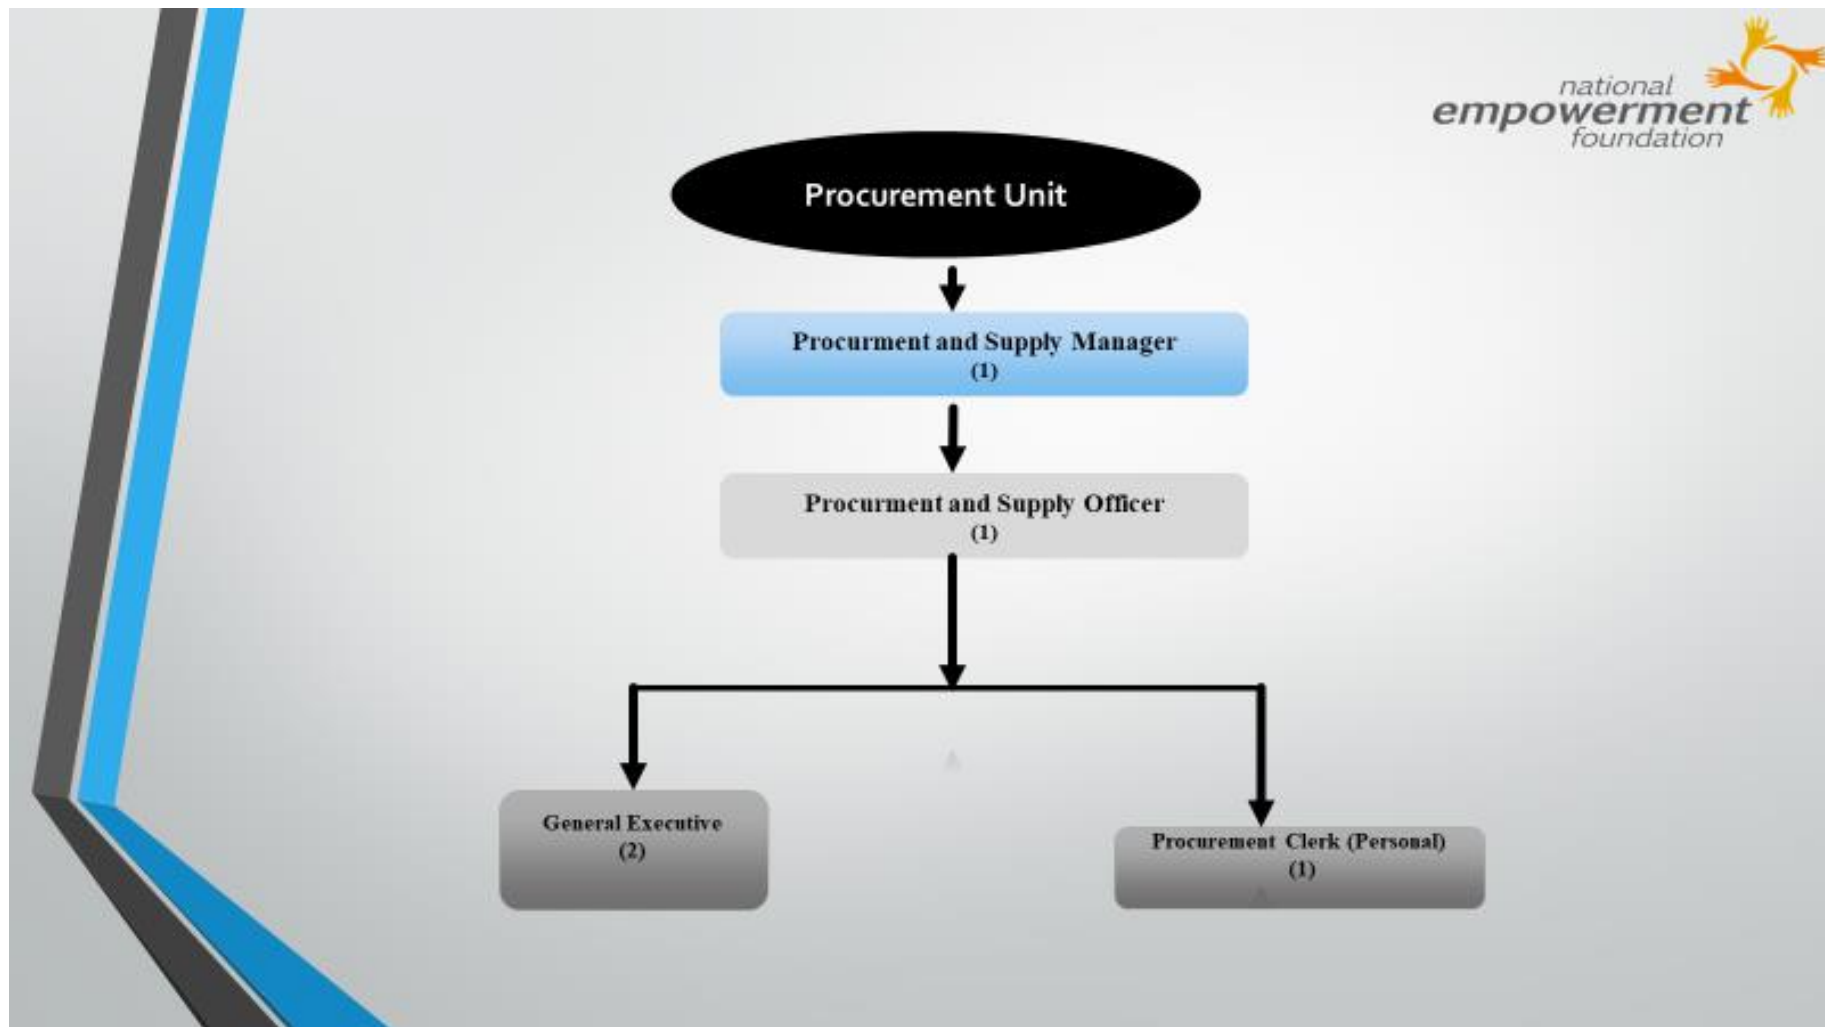 national
empowerment
foundation
Procurement Unit
Procurment and Supply Manager
(1)
Procurment and Supply Officer
(1)
General Executive
(2)
Procurement Clerk (Personal)
(1)